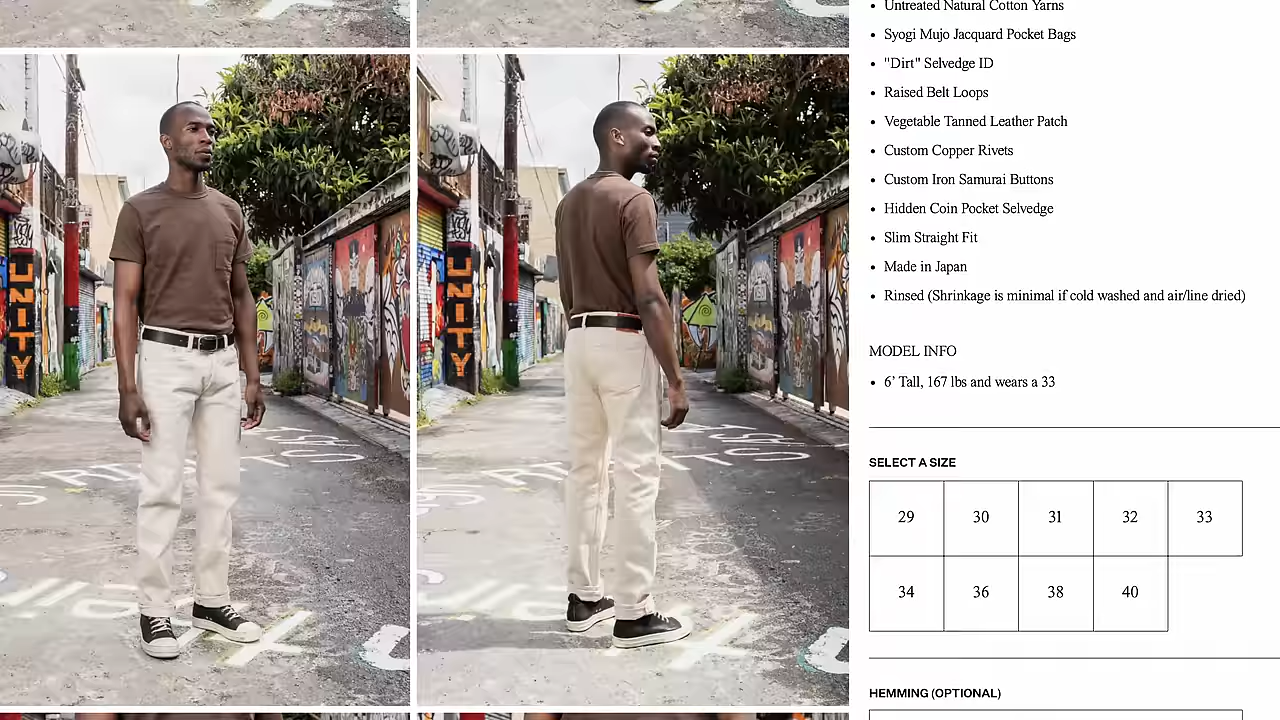 UNITY
UNITY
Untreated Natural Cotton Yarns
Syogi Mujo Jacquard Pocket Bags
"Dirt" Selvedge ID
Raised Belt Loops
Vegetable Tanned Leather Patch
Custom Copper Rivets
Custom Iron Samurai Buttons
Hidden Coin Pocket Selvedge
Slim Straight Fit
Made in Japan
Rinsed (Shrinkage is minimal if cold washed and air/line dried)
MODEL INFO
6’ Tall, 167 lbs and wears a 33
SELECT A SIZE
29 30 31 32 33
34 36 38 40
HEMMING (OPTIONAL)